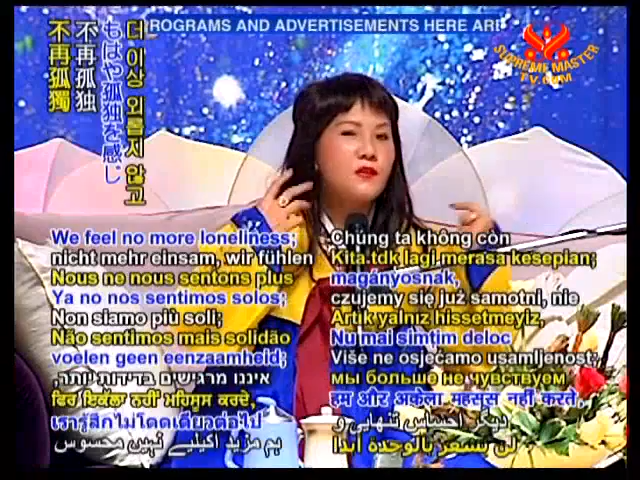 ROGRAMS AND ADVERTISEMENTS HERE AR
SUPREME MASTER
TV.COM
더 이상 외롭지 않고
もはや孤独を感じ
不再孤独
不再孤獨
We feel no more loneliness;
nicht mehr einsam, wir fühlen
Nous ne nous sentons plus
Ya no nos sentimos solos;
Non siamo più soli;
Não sentimos mais solidão
voelen geen eenzaamheid;
איננו מרגישים בדידות יותר,
ਫਿਰ ਇਕੱਲਾ ਨਹੀਂ ਮਹਿਸੂਸ ਕਰਦੇ.
เรารู้สึกไม่โดดเดี่ยวต่อไป
ہم مزید اکیلیے نہیں محسوس
Chúng ta không còn
Kita tdk lagi merasa kesepian;
magányosnak,
czujemy się już samotni, nie
Artık yalnız hissetmeyiz,
Nu mai simţim deloc
Više ne osjećamo usamljenost;
мы больше не чувствуем
हम और अकेला महसूस नहीं करते,
دیگر احساس تنهایی و
لن نشعر بالوحدة أبدا